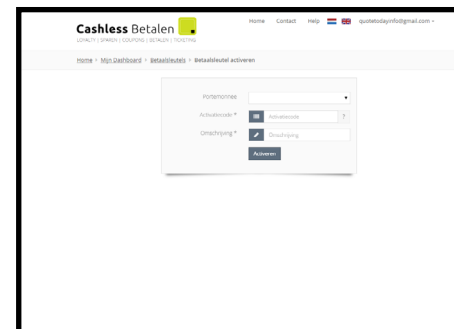 Cashless Betalen
LOYALTY | SPAREN | COUPONS | BETALEN | TICKETING
Home Contact Help quotetodayinfo@gmail.com
Home > Mijn Dashboard > Betaalsleutels > Betaalsleutel activeren
Portemonnee
Activatiecode * Activatiecode ?
Omschrijving * Omschrijving
Activeren